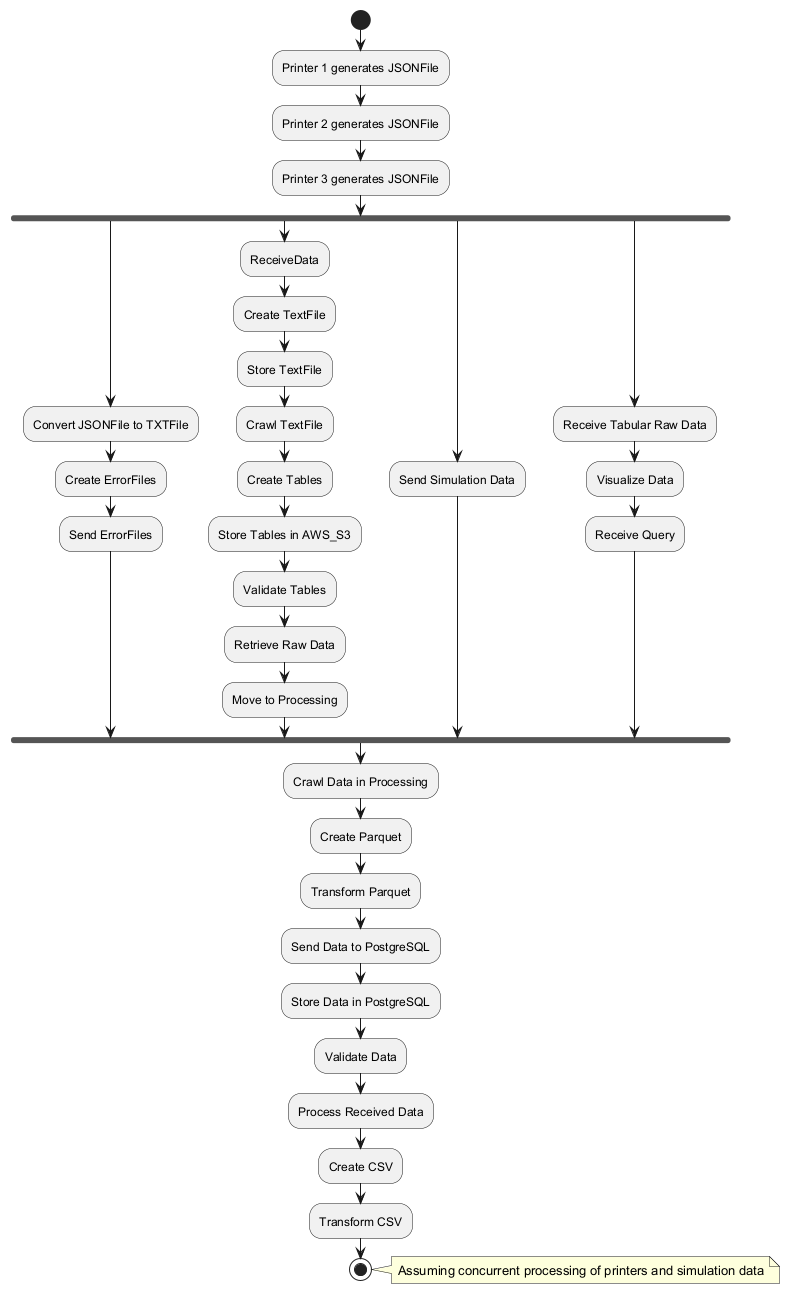 Printer 1 generates JSONFile
Printer 2 generates JSONFile
Printer 3 generates JSONFile
Convert JSONFile to TXTFile
Create ErrorFiles
Send ErrorFiles
ReceiveData
Create TextFile
Store TextFile
Crawl TextFile
Create Tables
Store Tables in AWS_S3
Validate Tables
Retrieve Raw Data
Move to Processing
Send Simulation Data
Receive Tabular Raw Data
Visualize Data
Receive Query
Crawl Data in Processing
Create Parquet
Transform Parquet
Send Data to PostgreSQL
Store Data in PostgreSQL
Validate Data
Process Received Data
Create CSV
Transform CSV
Assuming concurrent processing of printers and simulation data